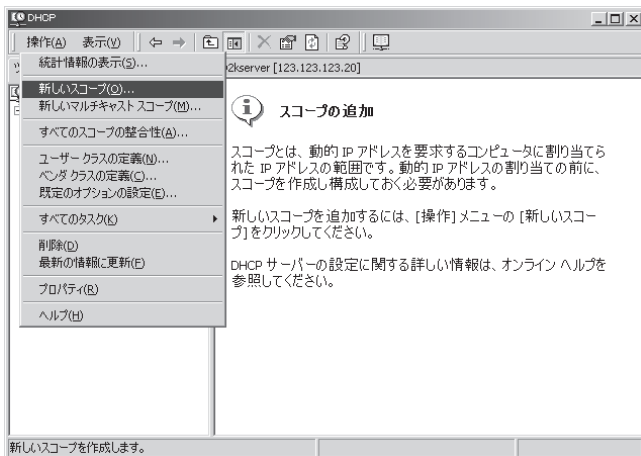 DHCP
操作(A) 表示(V)
統計情報の表示(S)...
新しいスコープ(O)...
新しいマルチキャスト スコープ(M)...
すべてのスコープの整合性(A)...
ユーザー クラスの定義(N)...
ベンダ クラスの定義(C)...
既定のオプションの設定(E)...
すべてのタスク(K)
削除(D)
最新の情報に更新(F)
プロパティ(R)
ヘルプ(H)
2kserver [123.123.123.20]
スコープの追加
スコープとは、動的 IP アドレスを要求するコンピュータに割り当てら
れた IP アドレスの範囲です。動的 IP アドレスの割り当ての前に、
スコープを作成し構成しておく必要があります。
新しいスコープを追加するには、[操作] メニューの [新しいスコー
プ] をクリックしてください。
DHCP サーバーの設定に関する詳しい情報は、オンライン ヘルプを
参照してください。
新しいスコープを作成します。